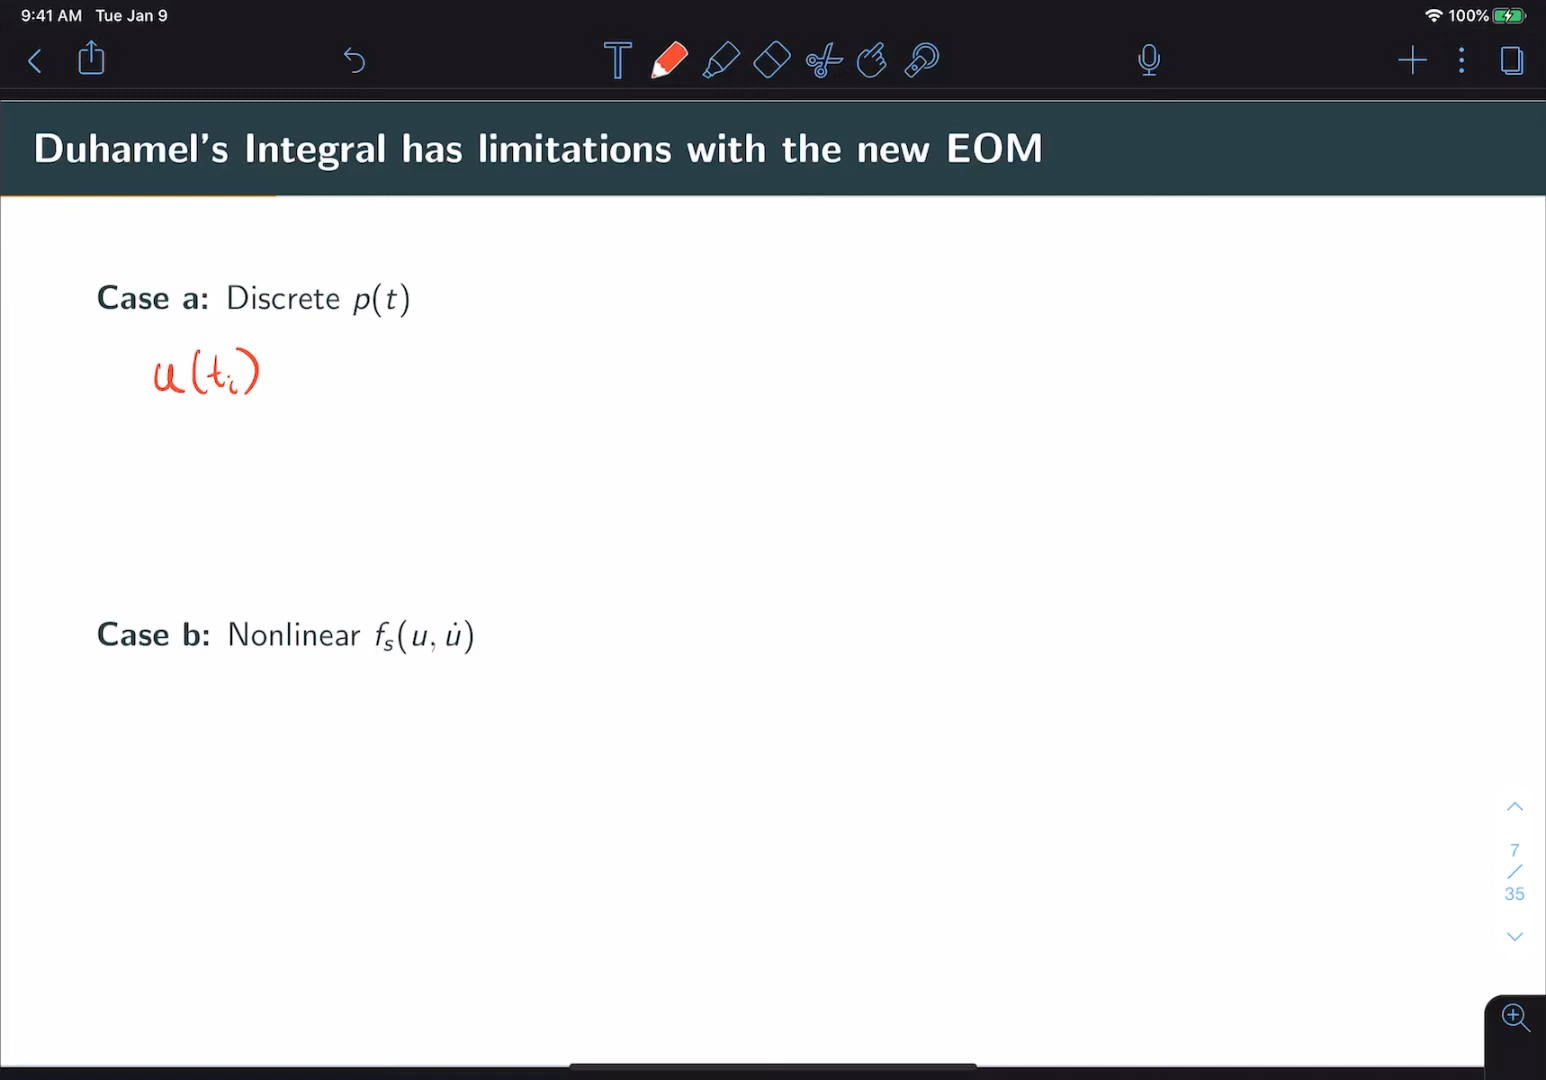 9:41 AM Tue Jan 9
100%
Duhamel's Integral has limitations with the new EOM
Case a: Discrete p(t)
u(tᵢ)
Case b: Nonlinear fₛ(u, u̇)
7
/
35